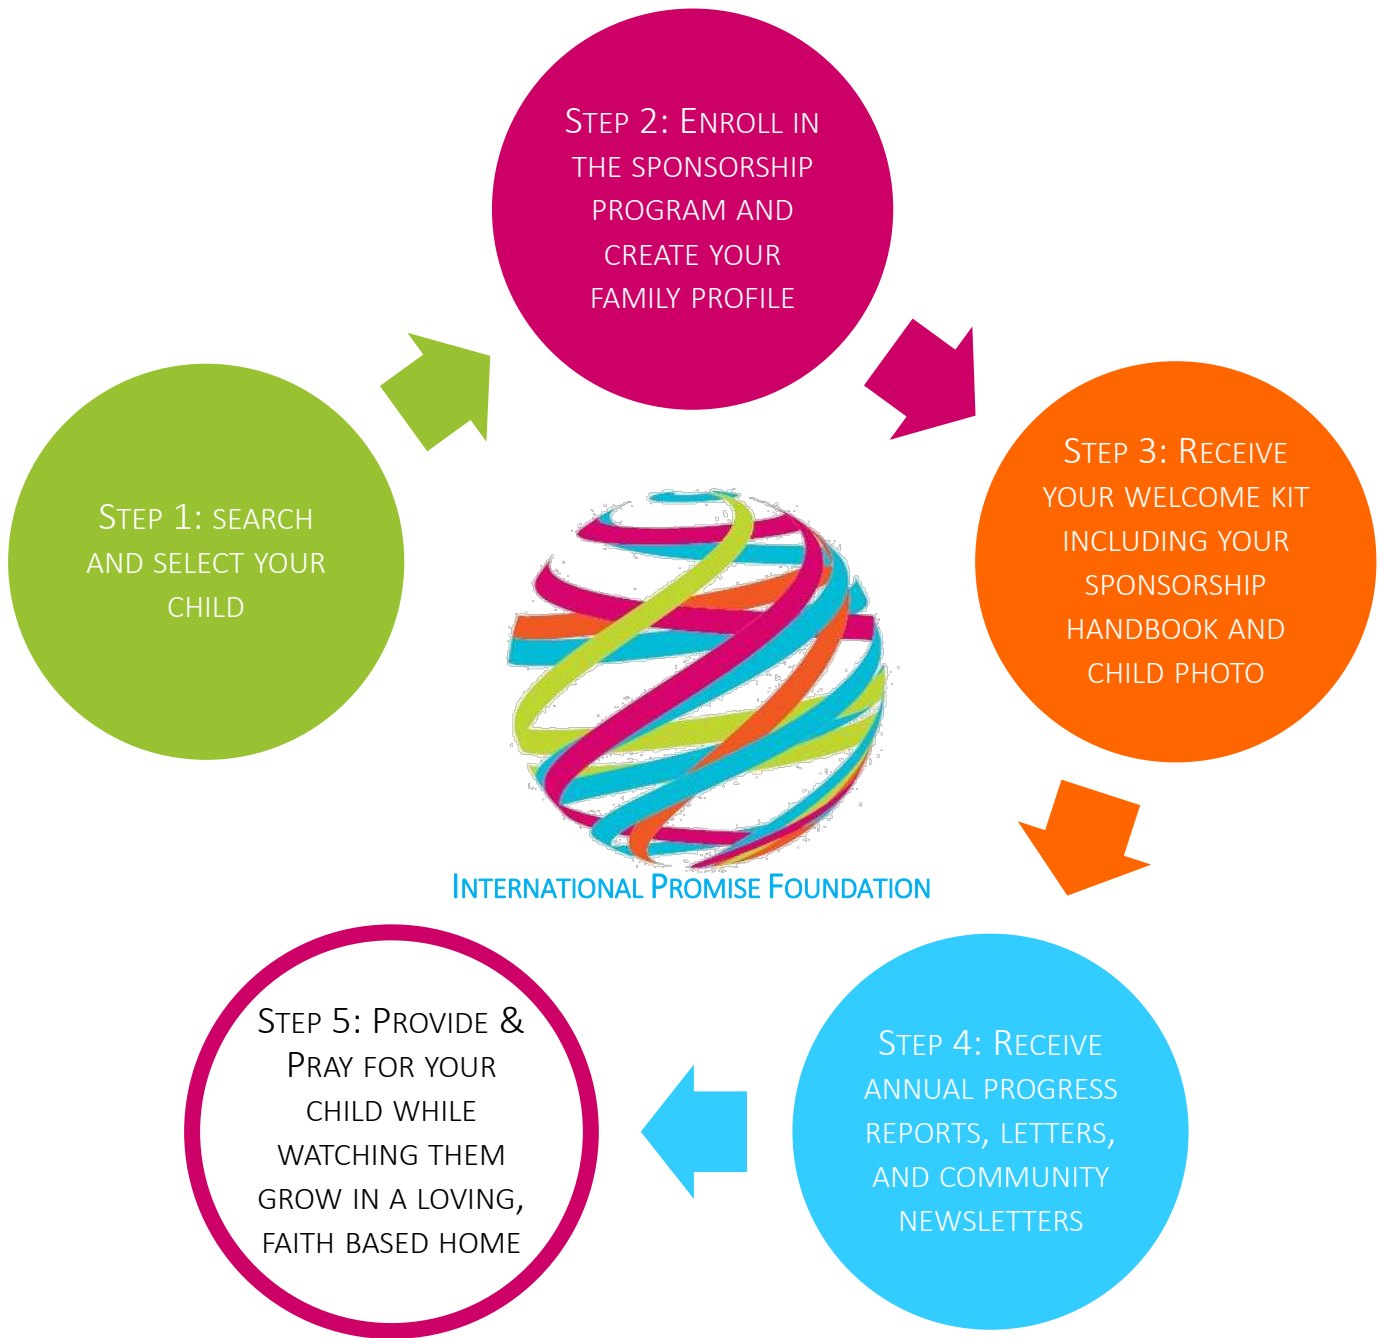 Step 1: search
and select your
child
Step 2: Enroll in
the sponsorship
program and
create your
family profile
Step 3: Receive
your welcome kit
including your
sponsorship
handbook and
child photo
Step 4: Receive
annual progress
reports, letters,
and community
newsletters
Step 5: Provide &
Pray for your
child while
watching them
grow in a loving,
faith based home
International Promise Foundation